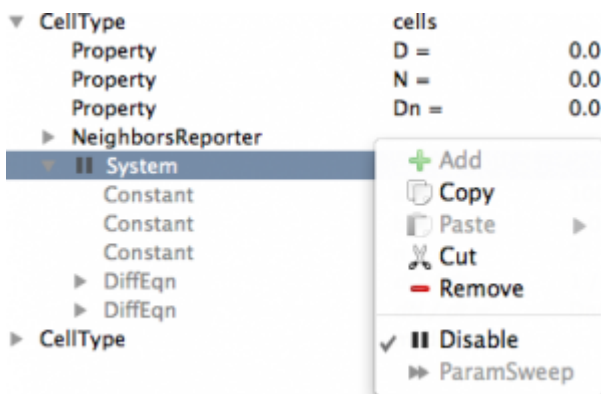 CellType cells
Property D = 0.0
Property N = 0.0
Property Dn = 0.0
NeighborsReporter
System
Constant
Constant
Constant
DiffEqn
DiffEqn
CellType
Add
Copy
Paste
Cut
Remove
Disable
ParamSweep